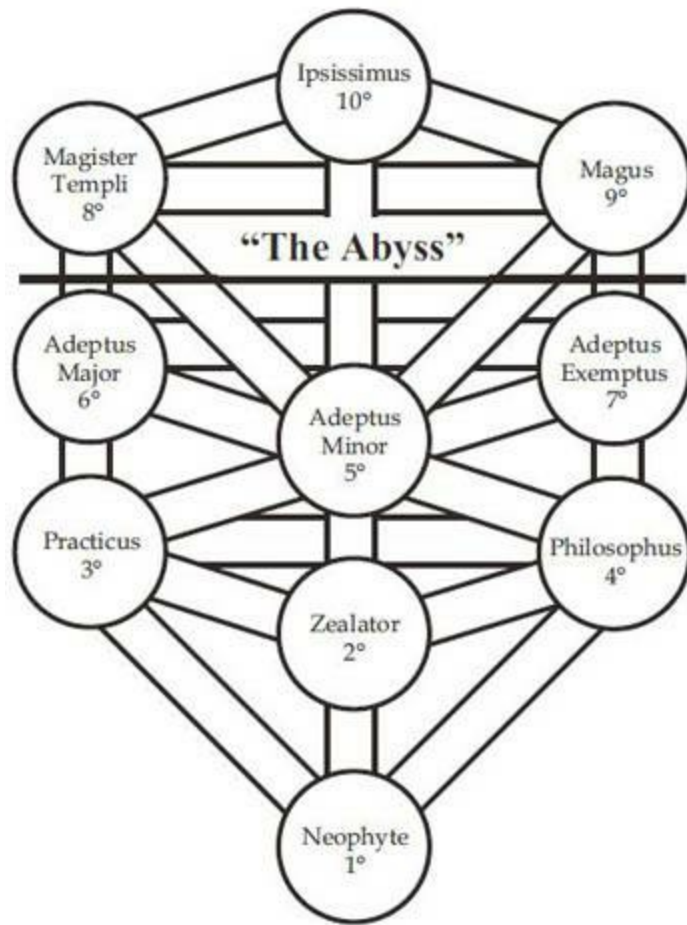 Ipsissimus
10°
Magister
Templi
8°
Magus
9°
“The Abyss”
Adeptus
Major
6°
Adeptus
Exemptus
7°
Adeptus
Minor
5°
Practicus
3°
Philosophus
4°
Zealator
2°
Neophyte
1°